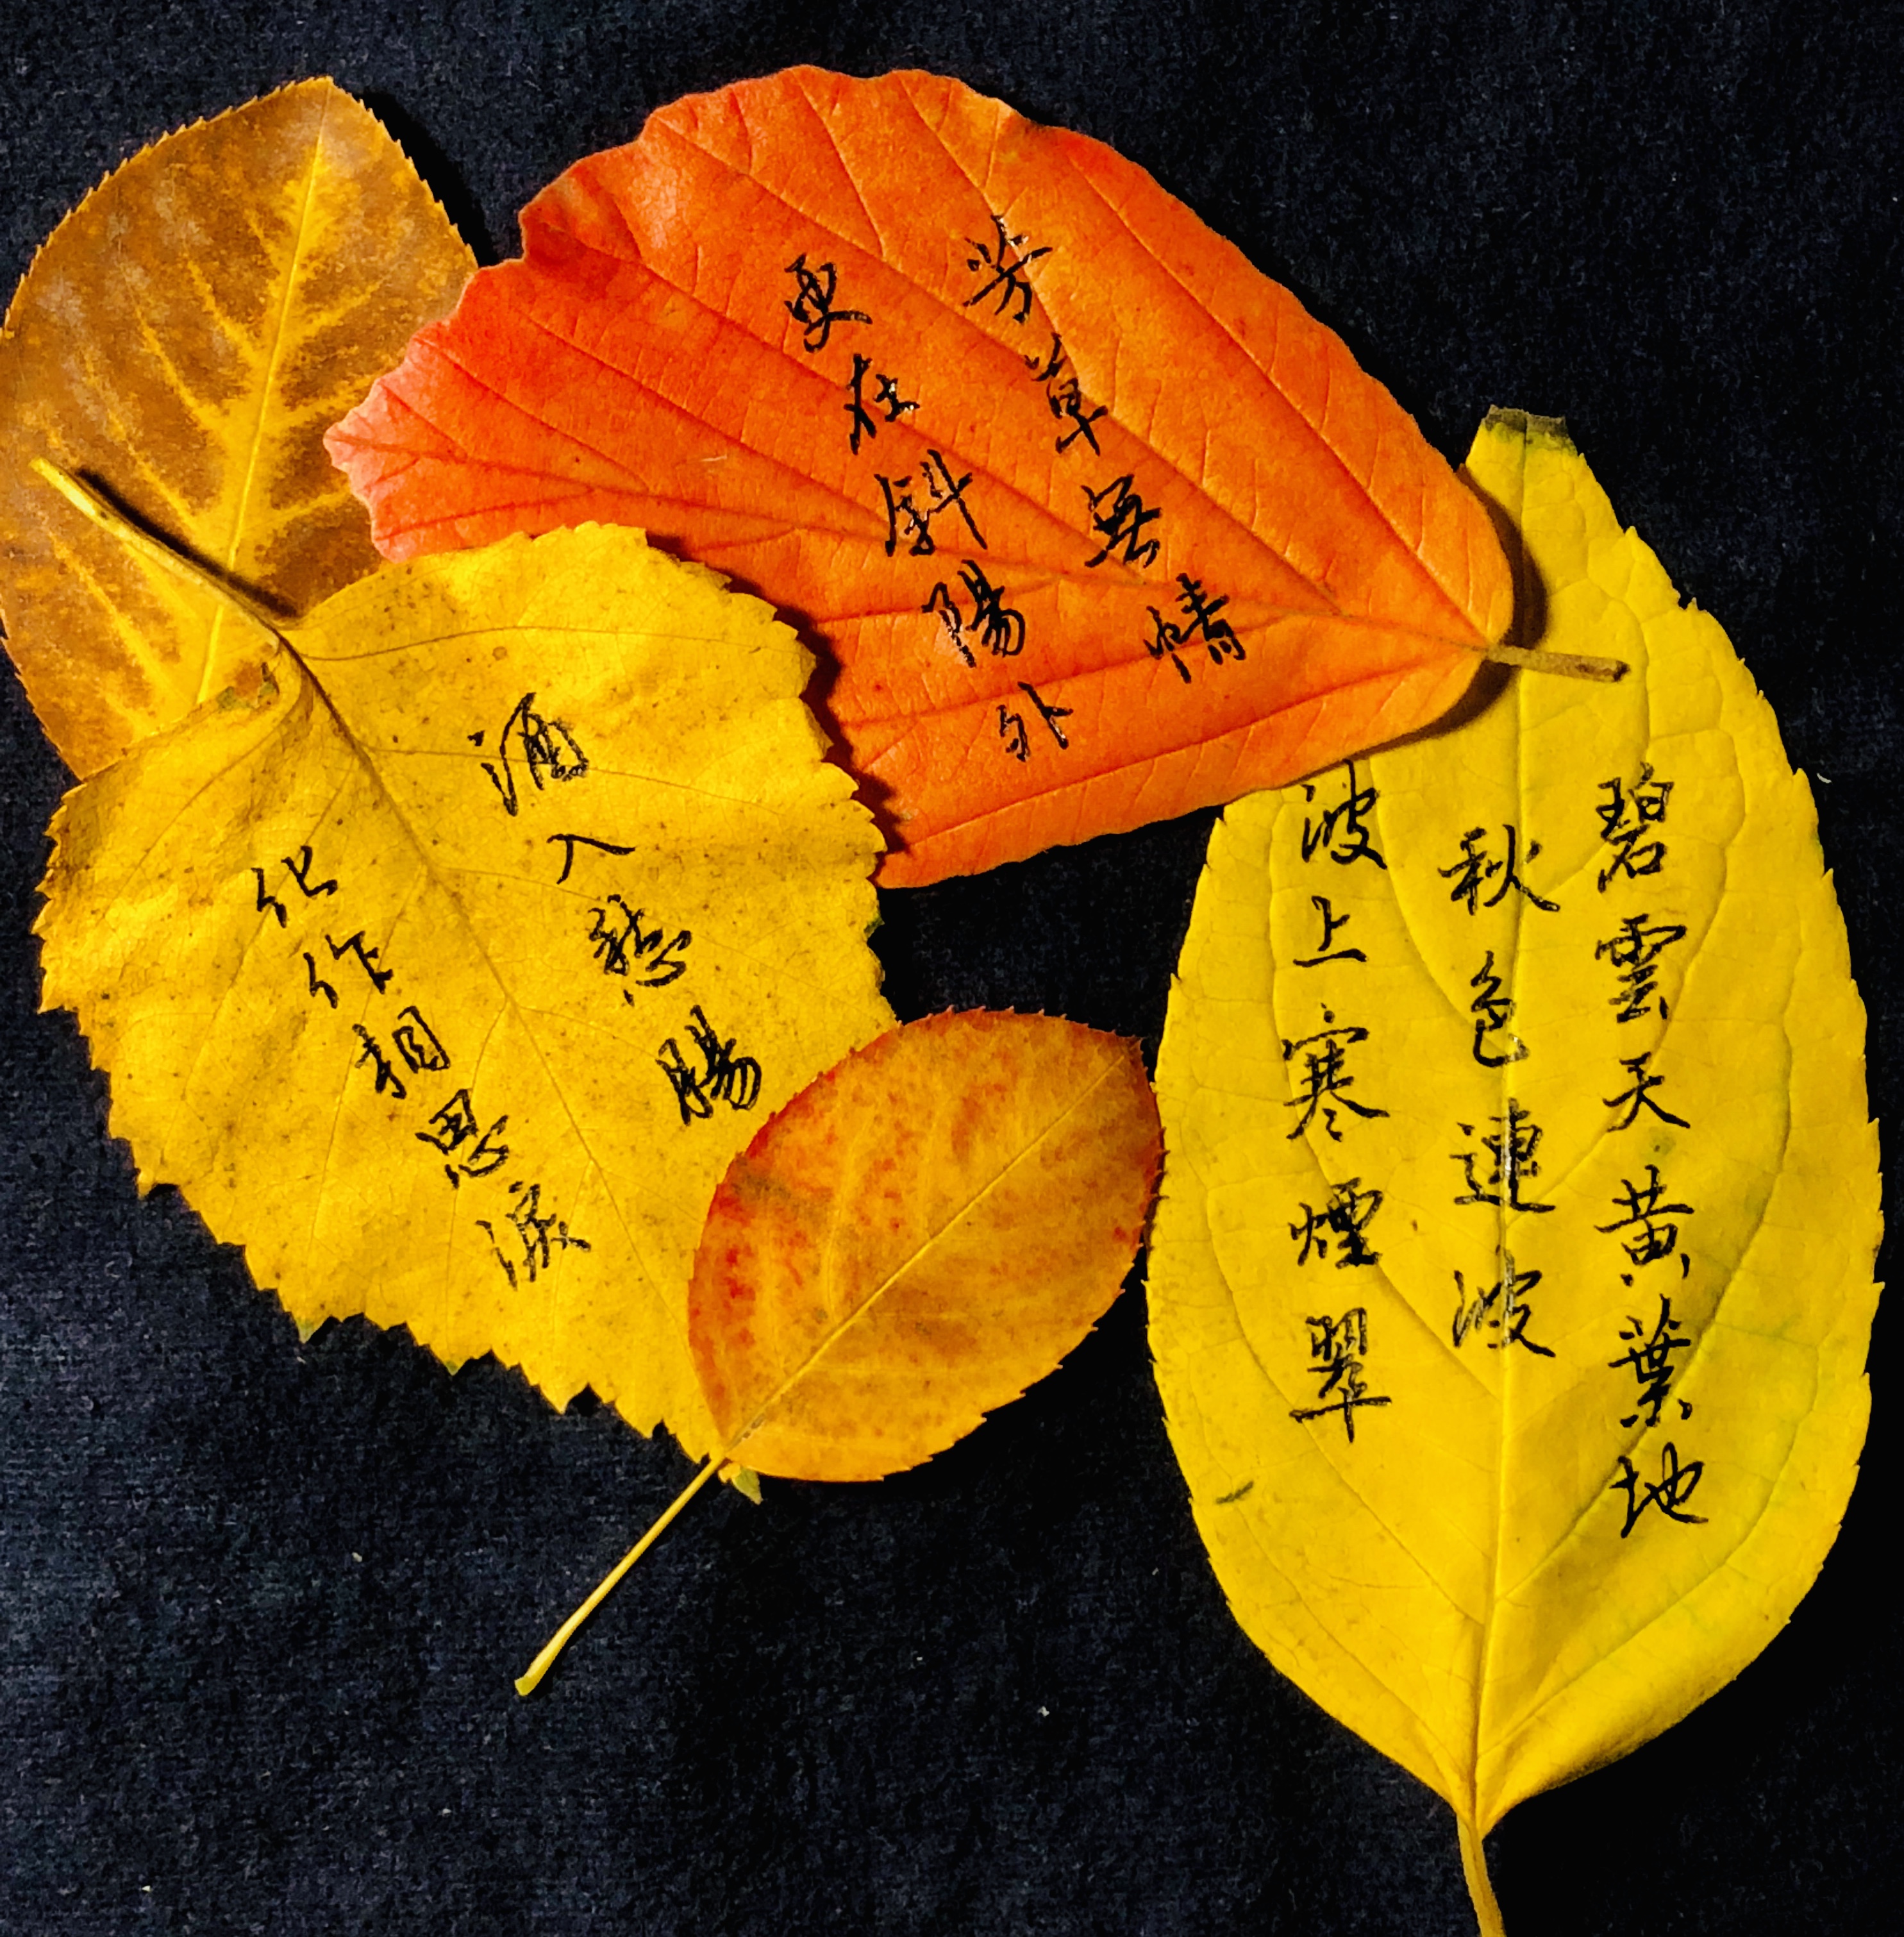 碧雲天黃葉地
秋色連波
波上寒煙翠
芳草無情
更在斜陽外
酒入愁腸
化作相思淚